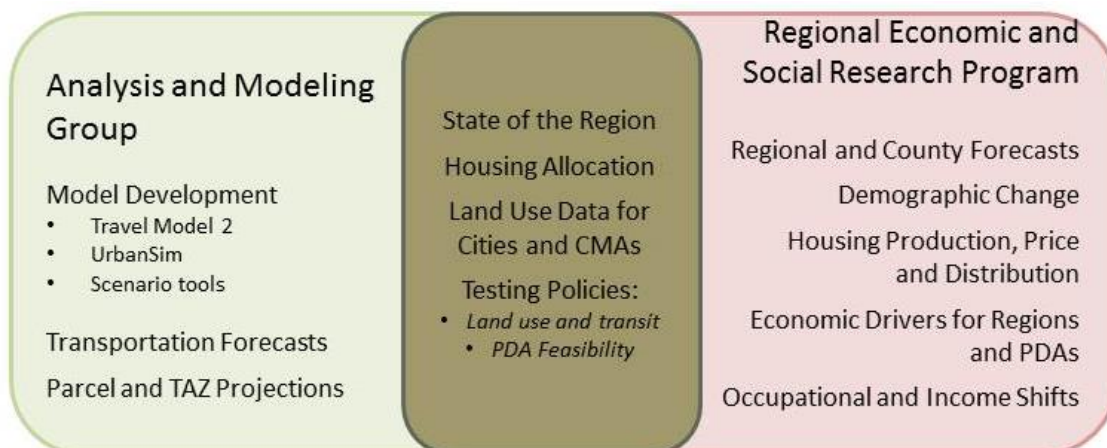 Analysis and Modeling
Group
Model Development
• Travel Model 2
• UrbanSim
• Scenario tools
Transportation Forecasts
Parcel and TAZ Projections
State of the Region
Housing Allocation
Land Use Data for
Cities and CMAs
Testing Policies:
• Land use and transit
• PDA Feasibility
Regional Economic and
Social Research Program
Regional and County Forecasts
Demographic Change
Housing Production, Price
and Distribution
Economic Drivers for Regions
and PDAs
Occupational and Income Shifts